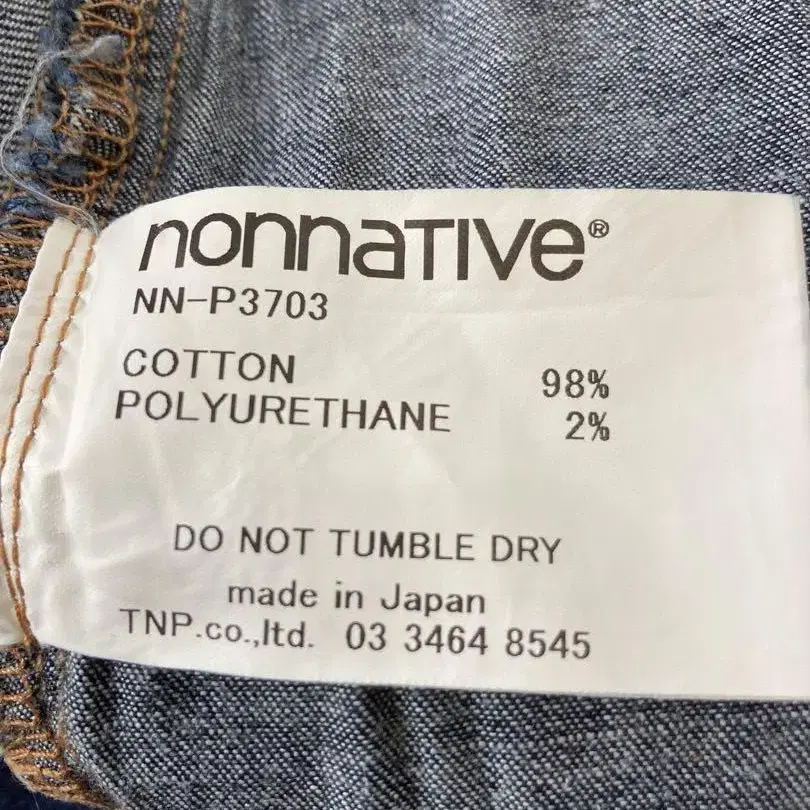 nonnaTIVe®
NN-P3703
COTTON 98%
POLYURETHANE 2%
DO NOT TUMBLE DRY
made in Japan
TNP.co.,ltd. 03 3464 8545